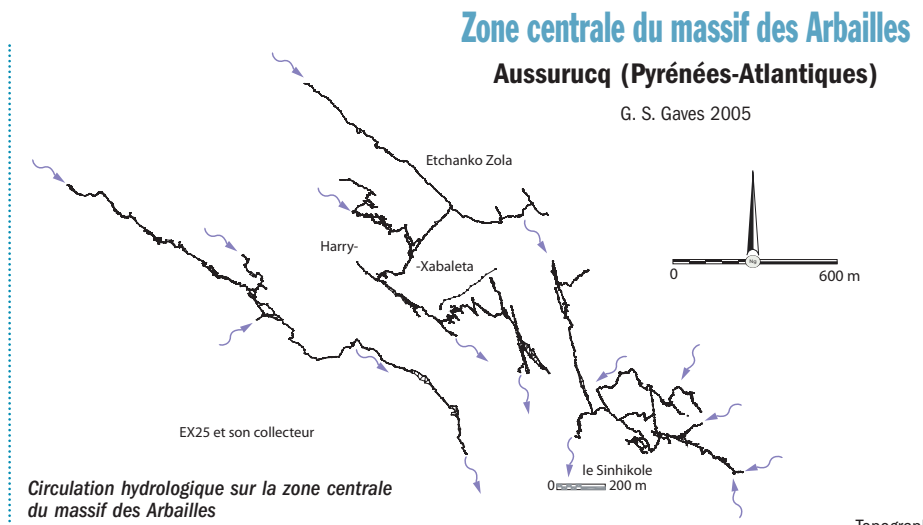 Zone centrale du massif des Arbailles
Aussurucq (Pyrénées-Atlantiques)
G. S. Gaves 2005
Etchanko Zola
Harry-
-Xabaleta
Ng
0
600 m
EX25 et son collecteur
le Sinhikole
0
200 m
Circulation hydrologique sur la zone centrale
du massif des Arbailles